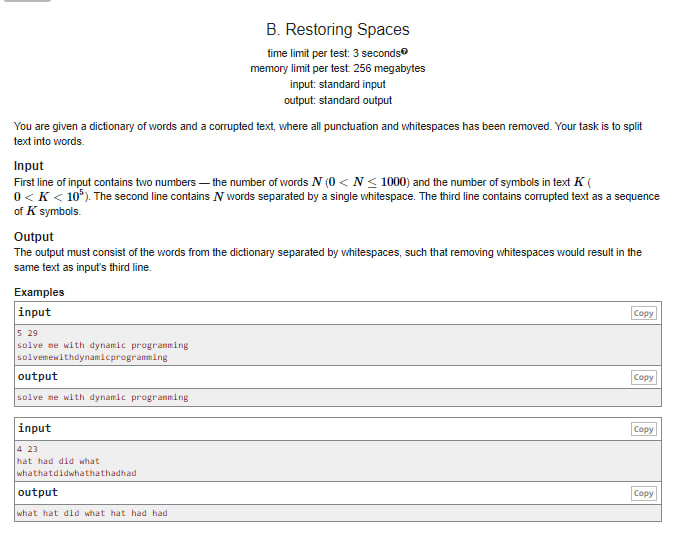 B. Restoring Spaces
time limit per test: 3 seconds?
memory limit per test: 256 megabytes
input: standard input
output: standard output
You are given a dictionary of words and a corrupted text, where all punctuation and whitespaces has been removed. Your task is to split
text into words.
Input
First line of input contains two numbers — the number of words N (0 < N ≤ 1000) and the number of symbols in text K (
0 < K < 10⁵). The second line contains N words separated by a single whitespace. The third line contains corrupted text as a sequence
of K symbols.
Output
The output must consist of the words from the dictionary separated by whitespaces, such that removing whitespaces would result in the
same text as input's third line.
Examples
input Copy
5 29
solve me with dynamic programming
solvemewithdynamicprogramming
output Copy
solve me with dynamic programming
input Copy
4 23
hat had did what
whathatdidwhathathadhad
output Copy
what hat did what hat had had